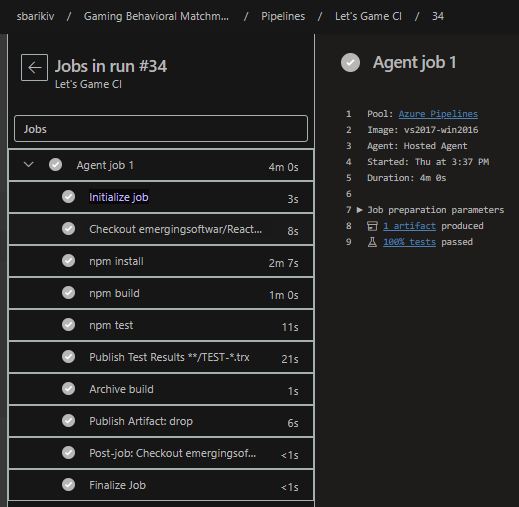 sbarikiv / Gaming Behavioral Matchm... / Pipelines / Let's Game CI / 34
Jobs in run #34
Let's Game CI
Jobs
Agent job 1 4m 0s
Initialize job 3s
Checkout emergingsoftwar/React... 8s
npm install 2m 7s
npm build 1m 0s
npm test 11s
Publish Test Results **/TEST-*.trx 21s
Archive build 1s
Publish Artifact: drop 6s
Post-job: Checkout emergingsof... <1s
Finalize Job <1s
Agent job 1
1 Pool: Azure Pipelines
2 Image: vs2017-win2016
3 Agent: Hosted Agent
4 Started: Thu at 3:37 PM
5 Duration: 4m 0s
6
7 Job preparation parameters
8 1 artifact produced
9 100% tests passed